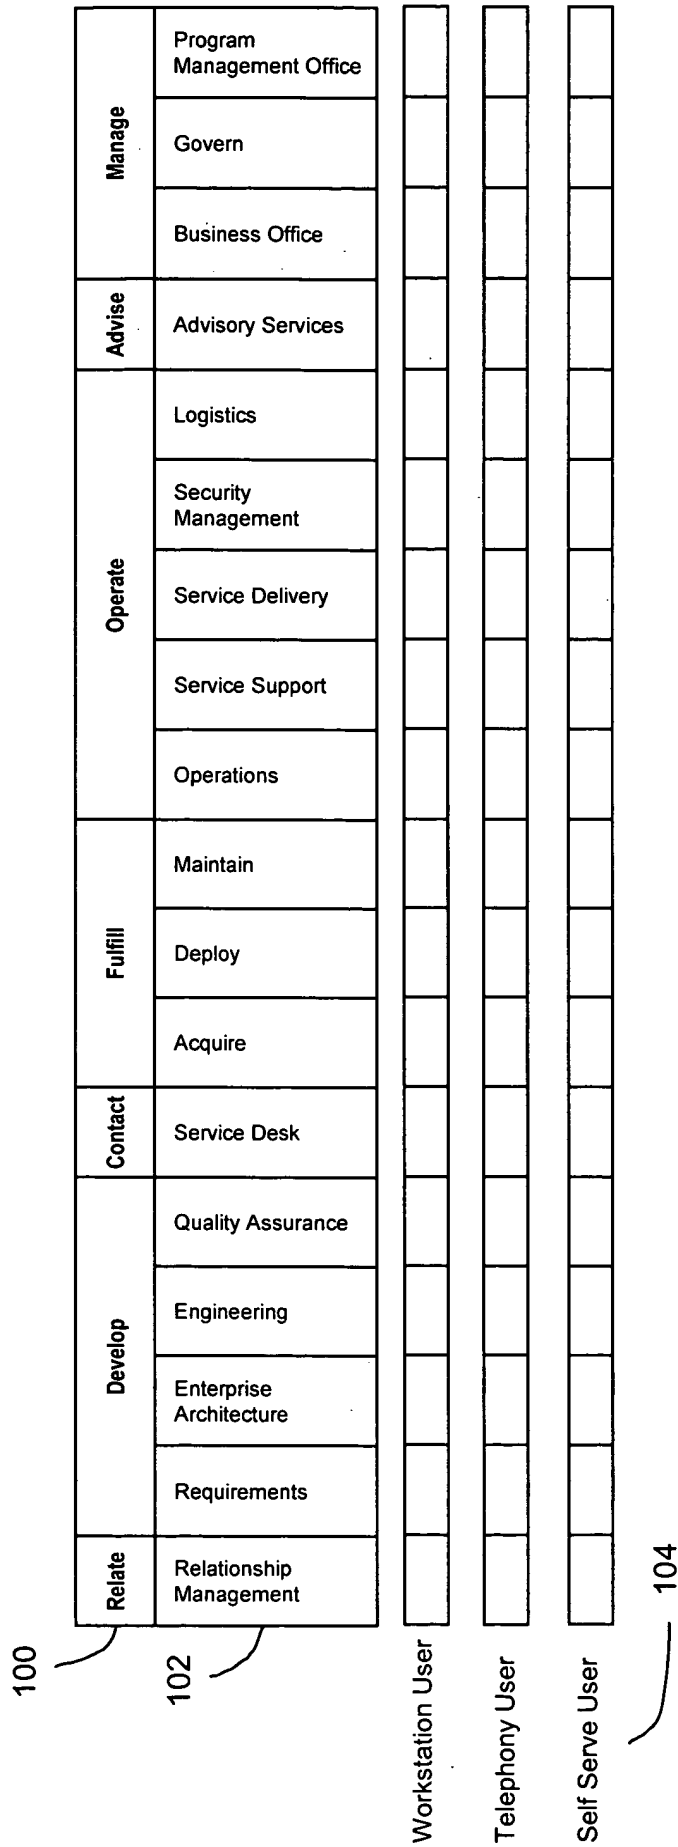 Manage
Program
Management Office
Govern
Business Office
Advise
Advisory Services
Operate
Logistics
Security
Management
Service Delivery
Service Support
Operations
Fulfill
Maintain
Deploy
Acquire
Contact
Service Desk
Develop
Quality Assurance
Engineering
Enterprise
Architecture
Requirements
Relate
Relationship
Management
100
102
Workstation User
Telephony User
Self Serve User
104